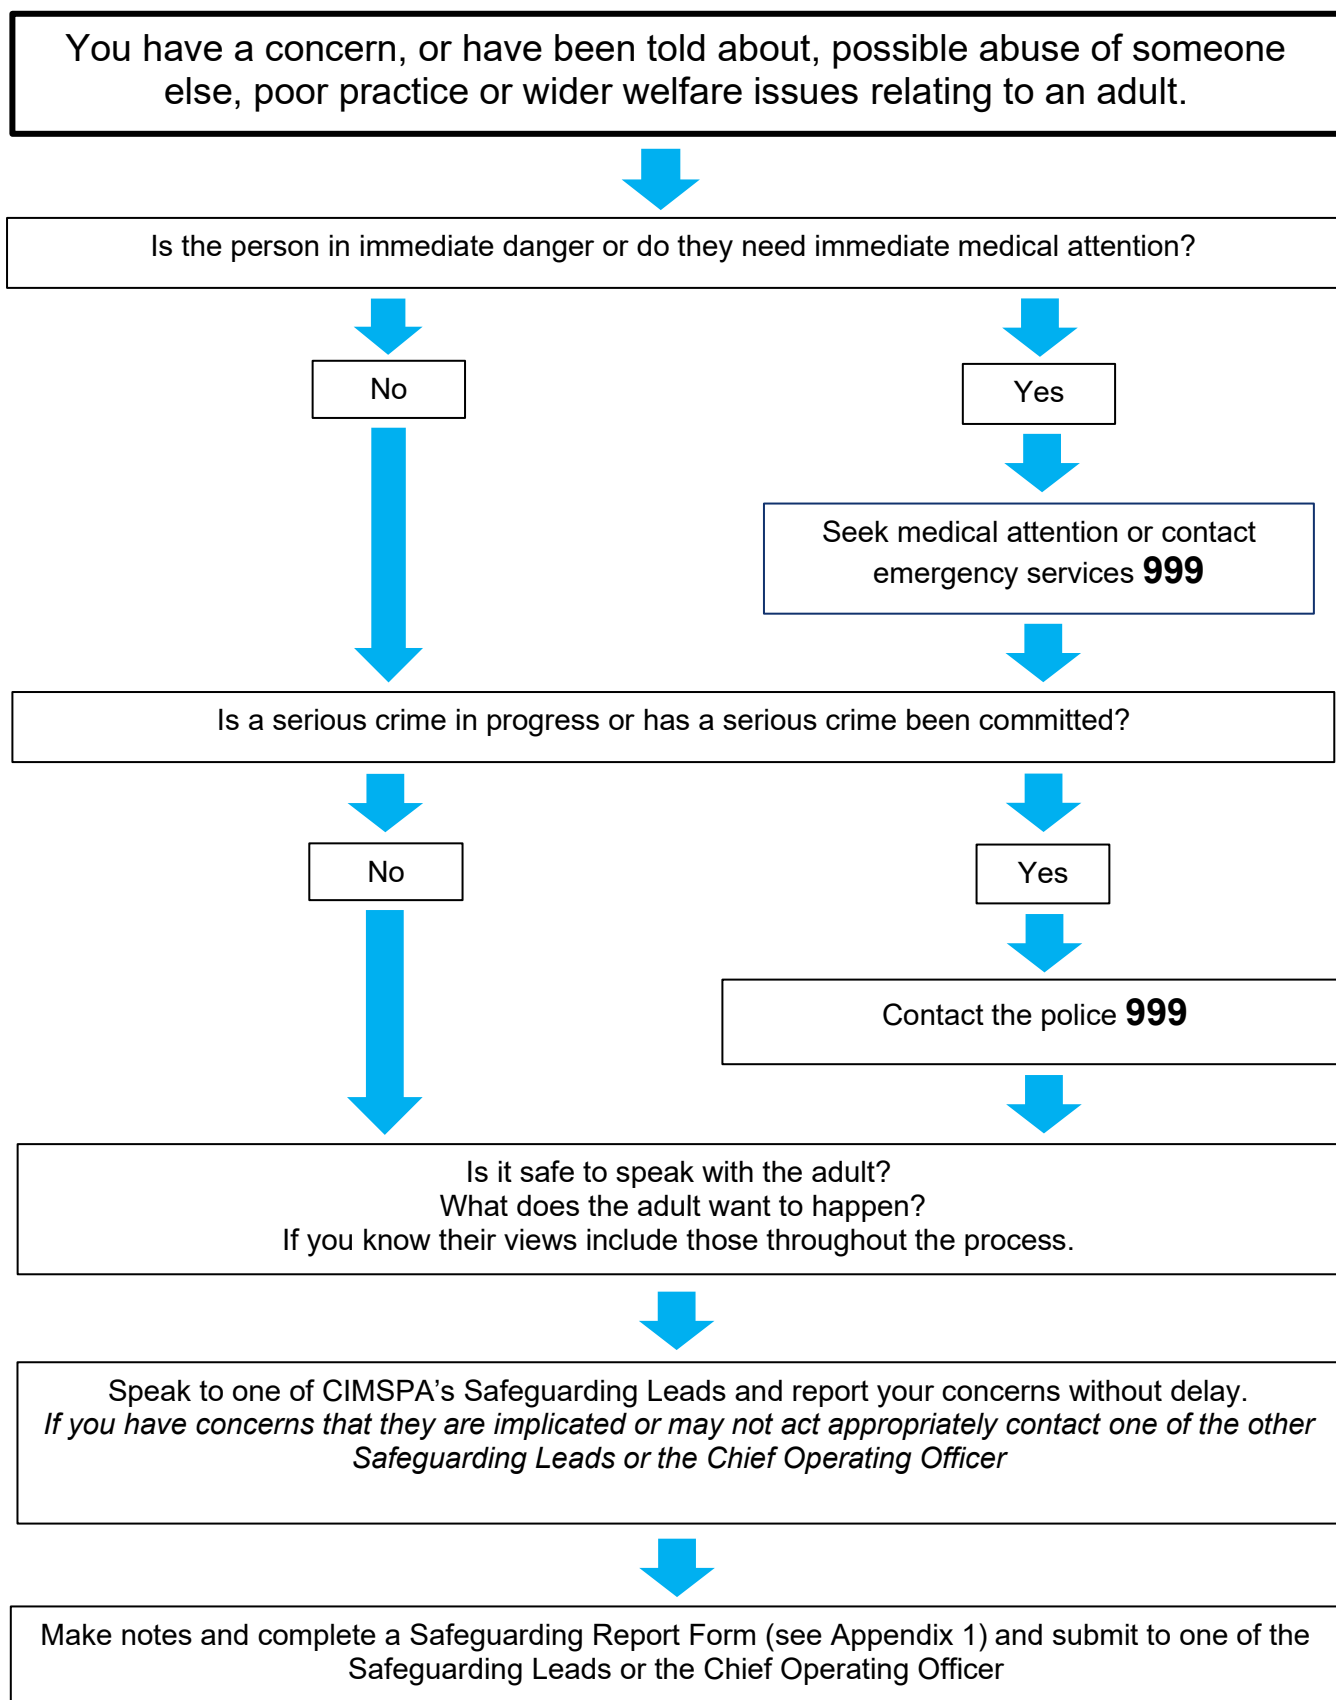 You have a concern, or have been told about, possible abuse of someone
else, poor practice or wider welfare issues relating to an adult.
Is the person in immediate danger or do they need immediate medical attention?
No
Yes
Seek medical attention or contact
emergency services 999
Is a serious crime in progress or has a serious crime been committed?
No
Yes
Contact the police 999
Is it safe to speak with the adult?
What does the adult want to happen?
If you know their views include those throughout the process.
Speak to one of CIMSPA’s Safeguarding Leads and report your concerns without delay.
If you have concerns that they are implicated or may not act appropriately contact one of the other
Safeguarding Leads or the Chief Operating Officer
Make notes and complete a Safeguarding Report Form (see Appendix 1) and submit to one of the
Safeguarding Leads or the Chief Operating Officer